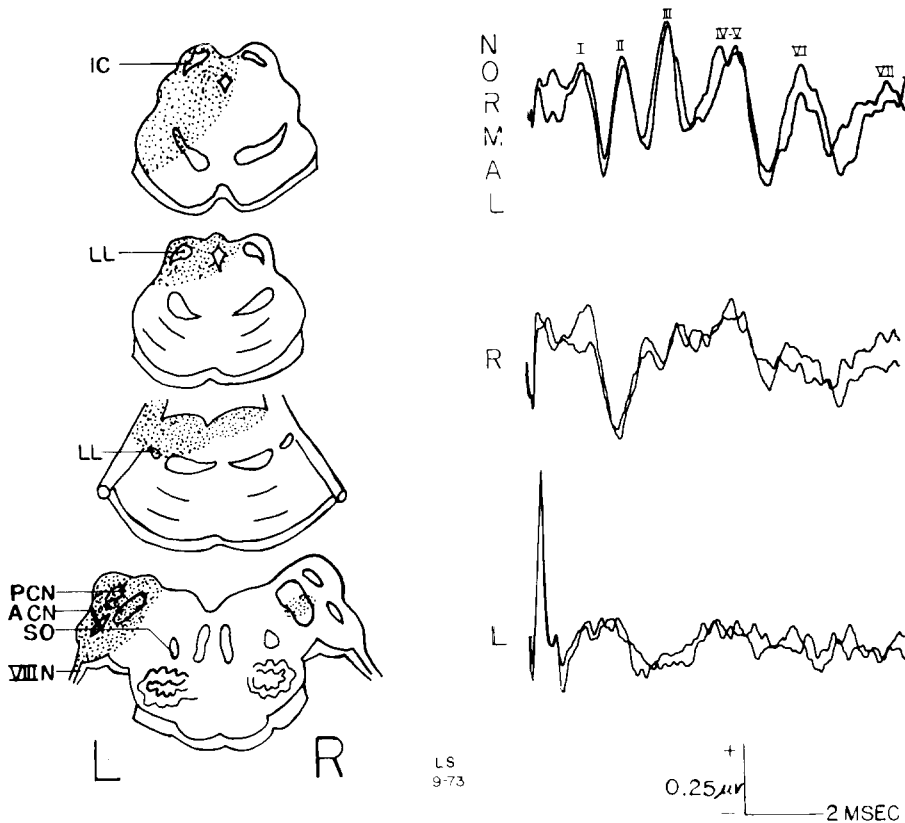 IC
LL
LL
PCN
ACN
SO
VIII N
L
R
LS
9-73
NORMAL
I
II
III
IV-V
VI
VII
R
L
+
0.25μv
-
2 MSEC